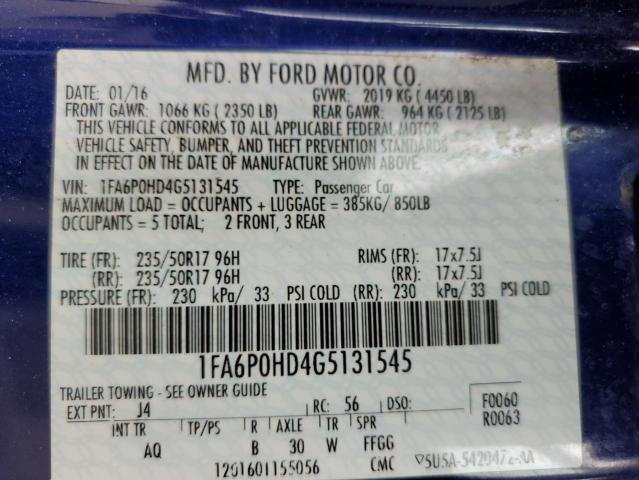 MFD. BY FORD MOTOR CO.
DATE: 01/16 GVWR: 2019 KG ( 4450 LB)
FRONT GAWR: 1066 KG ( 2350 LB) REAR GAWR: 964 KG ( 2125 LB)
THIS VEHICLE CONFORMS TO ALL APPLICABLE FEDERAL MOTOR
VEHICLE SAFETY, BUMPER, AND THEFT PREVENTION STANDARDS
IN EFFECT ON THE DATE OF MANUFACTURE SHOWN ABOVE.
VIN: 1FA6P0HD4G5131545 TYPE: Passenger Car
MAXIMUM LOAD = OCCUPANTS + LUGGAGE = 385KG/ 850LB
OCCUPANTS = 5 TOTAL; 2 FRONT, 3 REAR
TIRE (FR): 235/50R17 96H RIMS (FR): 17x7.5J
(RR): 235/50R17 96H (RR): 17x7.5J
PRESSURE (FR): 230 kPa/ 33 PSI COLD (RR): 230 kPa/ 33 PSI COLD
1FA6P0HD4G5131545
TRAILER TOWING - SEE OWNER GUIDE
EXT PNT: J4 RC: 56 DSO: F0060
R0063
INT TR TP/PS R AXLE TR SPR
AQ B 30 W FFGG
1201601155056 CMC